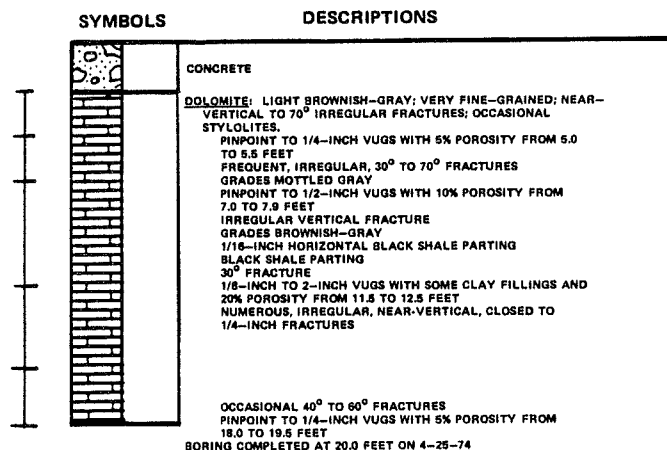 SYMBOLS DESCRIPTIONS
CONCRETE
DOLOMITE: LIGHT BROWNISH-GRAY; VERY FINE-GRAINED; NEAR-
VERTICAL TO 70° IRREGULAR FRACTURES; OCCASIONAL
STYLOLITES.
PINPOINT TO 1/4-INCH VUGS WITH 5% POROSITY FROM 5.0
TO 5.5 FEET
FREQUENT, IRREGULAR, 30° TO 70° FRACTURES
GRADES MOTTLED GRAY
PINPOINT TO 1/2-INCH VUGS WITH 10% POROSITY FROM
7.0 TO 7.9 FEET
IRREGULAR VERTICAL FRACTURE
GRADES BROWNISH-GRAY
1/16-INCH HORIZONTAL BLACK SHALE PARTING
BLACK SHALE PARTING
30° FRACTURE
1/8-INCH TO 2-INCH VUGS WITH SOME CLAY FILLINGS AND
20% POROSITY FROM 11.5 TO 12.5 FEET
NUMEROUS, IRREGULAR, NEAR-VERTICAL, CLOSED TO
1/4-INCH FRACTURES
OCCASIONAL 40° TO 60° FRACTURES
PINPOINT TO 1/4-INCH VUGS WITH 5% POROSITY FROM
18.0 TO 19.5 FEET
BORING COMPLETED AT 20.0 FEET ON 4-25-74